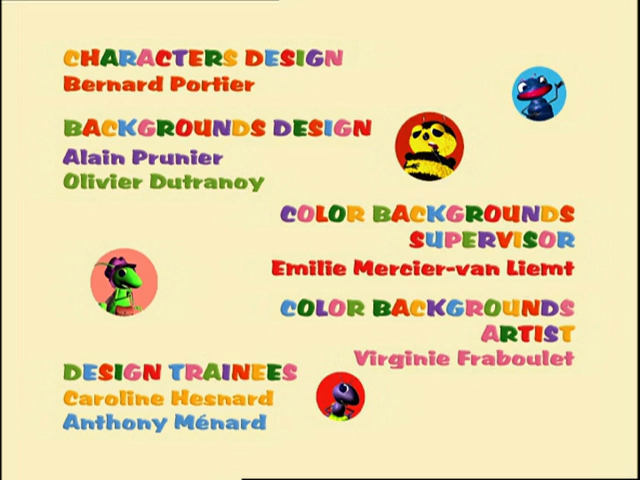 CHARACTERS DESIGN
Bernard Portier
BACKGROUNDS DESIGN
Alain Prunier
Olivier Dutranoy
COLOR BACKGROUNDS
SUPERVISOR
Emilie Mercier-van Liemt
COLOR BACKGROUNDS
ARTIST
Virginie Fraboulet
DESIGN TRAINEES
Caroline Hesnard
Anthony Ménard